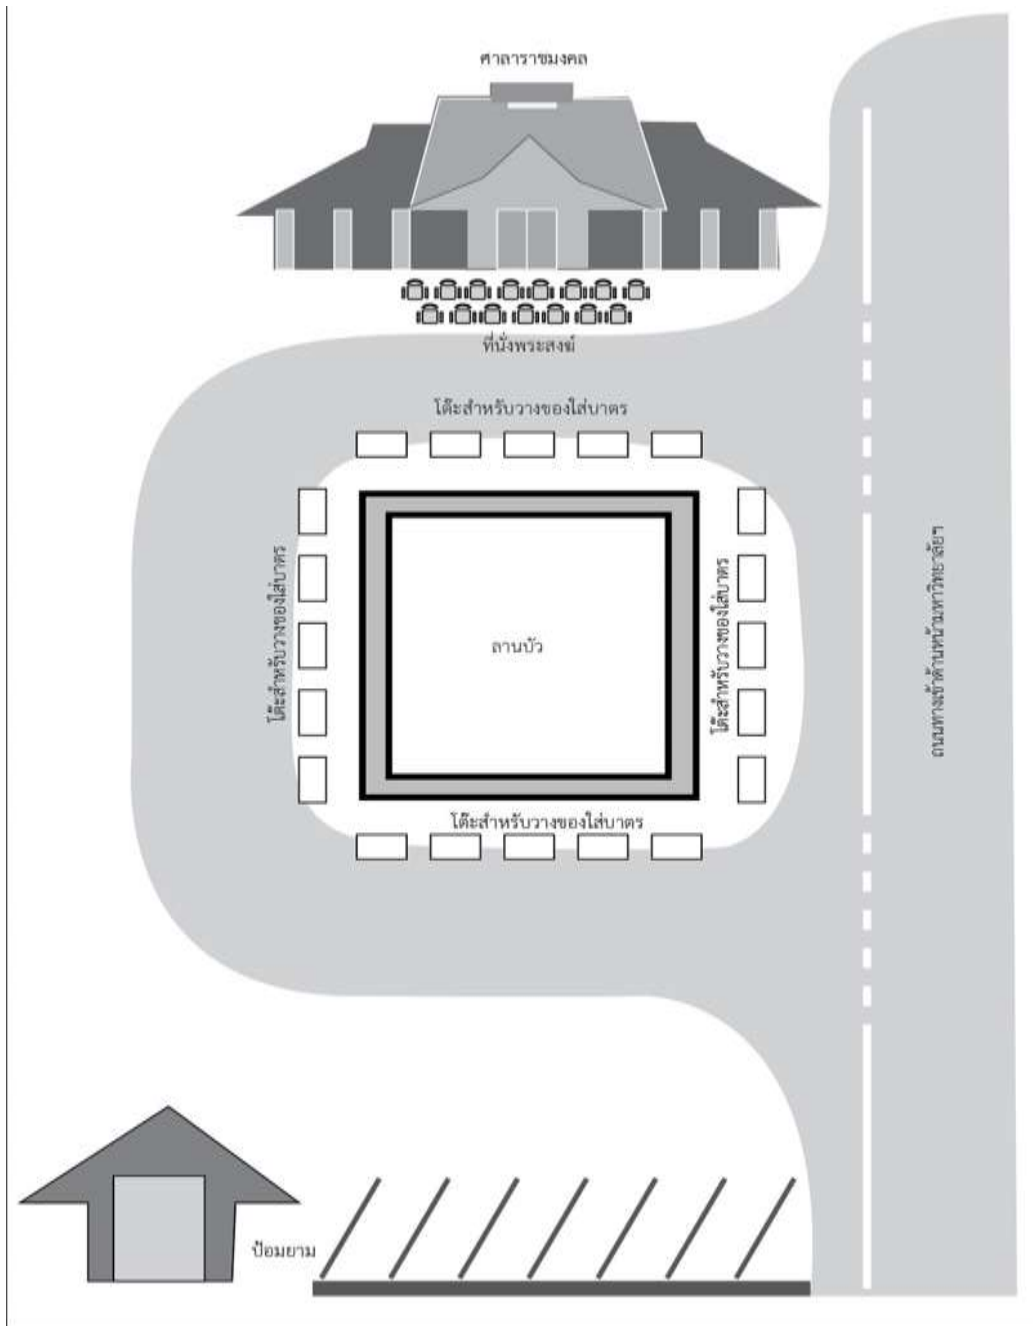 ศาลาราชมงคล
ที่นั่งพระสงฆ์
โต๊ะสำหรับวางของใส่บาตร
โต๊ะสำหรับวางของใส่บาตร
ลานบัว
โต๊ะสำหรับวางของใส่บาตร
ถนนทางเข้าด้านหน้ามหาวิทยาลัยฯ
โต๊ะสำหรับวางของใส่บาตร
ป้อมยาม